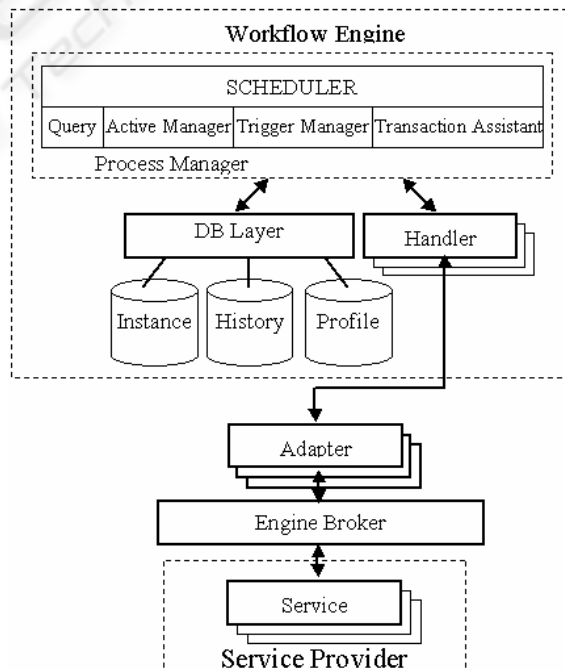 Tech
Workflow Engine
SCHEDULER
Query Active Manager Trigger Manager Transaction Assistant
Process Manager
DB Layer
Handler
Instance History Profile
Adapter
Engine Broker
Service
Service Provider